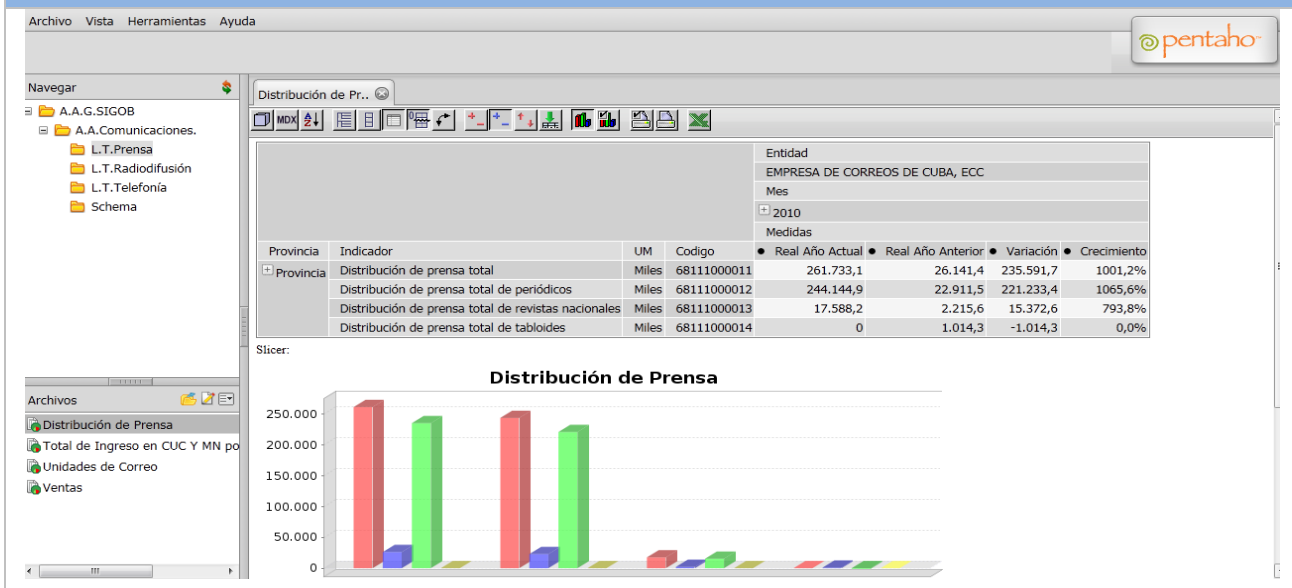 Archivo Vista Herramientas Ayuda
pentaho™
Navegar
A.A.G.SIGOB
A.A.Comunicaciones.
L.T.Prensa
L.T.Radiodifusión
L.T.Telefonía
Schema
Archivos
Distribución de Prensa
Total de Ingreso en CUC Y MN po
Unidades de Correo
Ventas
Distribución de Pr..
MDX
Entidad
EMPRESA DE CORREOS DE CUBA, ECC
Mes
2010
Medidas
Provincia Indicador UM Codigo Real Año Actual Real Año Anterior Variación Crecimiento
Provincia Distribución de prensa total Miles 68111000011 261.733,1 26.141,4 235.591,7 1001,2%
Distribución de prensa total de periódicos Miles 68111000012 244.144,9 22.911,5 221.233,4 1065,6%
Distribución de prensa total de revistas nacionales Miles 68111000013 17.588,2 2.215,6 15.372,6 793,8%
Distribución de prensa total de tabloides Miles 68111000014 0 1.014,3 -1.014,3 0,0%
Slicer:
Distribución de Prensa
250.000
200.000
150.000
100.000
50.000
0